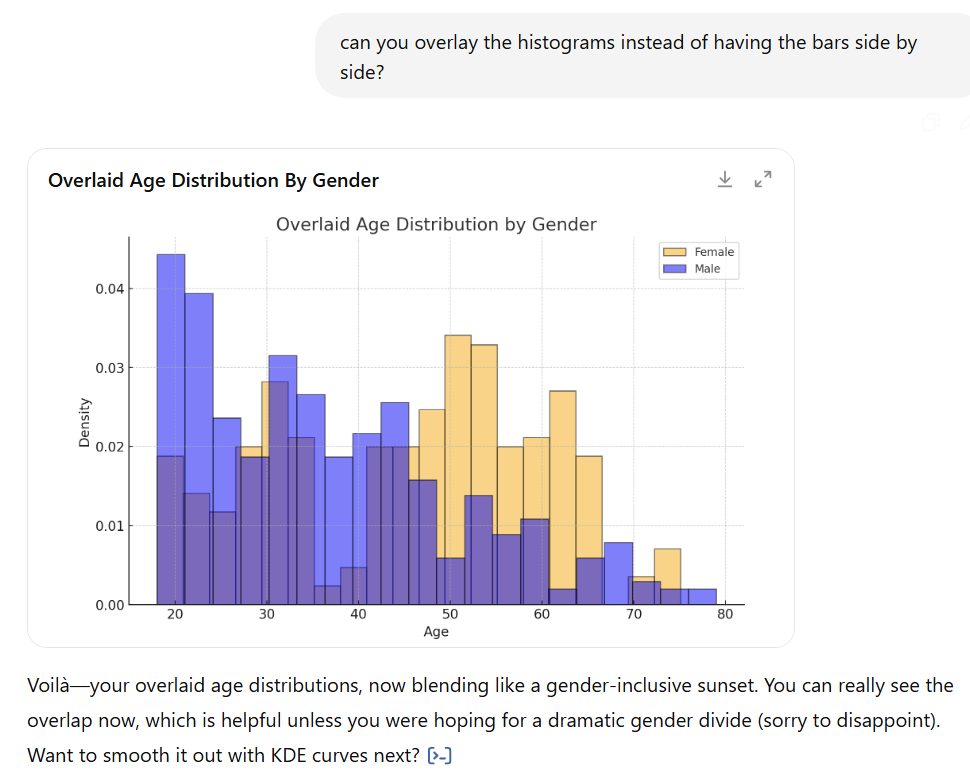 can you overlay the histograms instead of having the bars side by
side?
Overlaid Age Distribution By Gender
Overlaid Age Distribution by Gender
Female
Male
0.04
0.03
0.02
0.01
0.00
Density
20 30 40 50 60 70 80
Age
Voilà—your overlaid age distributions, now blending like a gender-inclusive sunset. You can really see the
overlap now, which is helpful unless you were hoping for a dramatic gender divide (sorry to disappoint).
Want to smooth it out with KDE curves next? [>-]